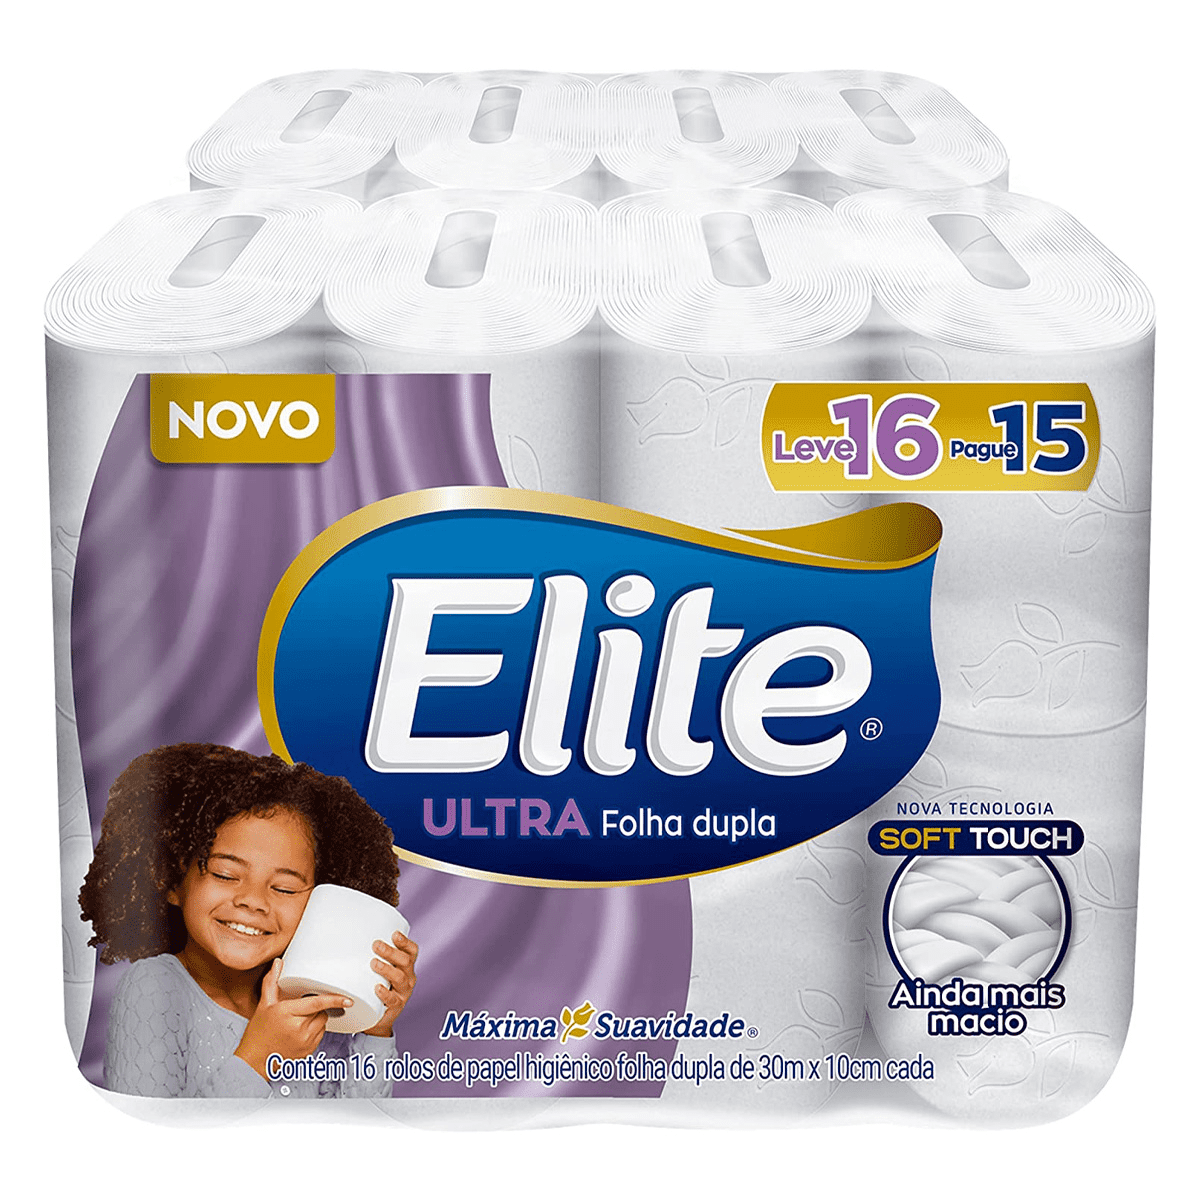 NOVO
Leve 16 Pague 15
Elite®
ULTRA Folha dupla
NOVA TECNOLOGIA
SOFT TOUCH
Ainda mais
macio
Máxima Suavidade®
Contém 16 rolos de papel higiênico folha dupla de 30m x 10cm cada